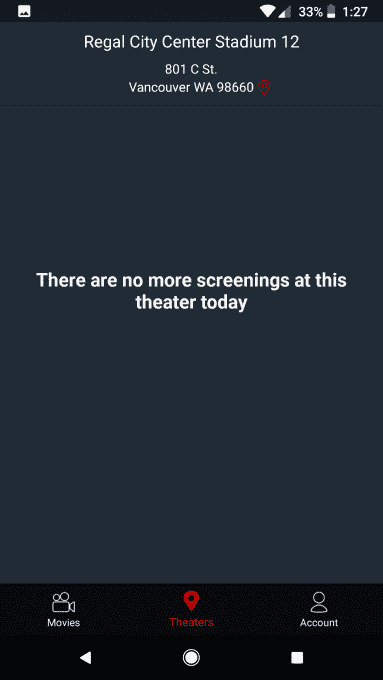 33% 1:27
Regal City Center Stadium 12
801 C St.
Vancouver WA 98660
There are no more screenings at this
theater today
Movies Theaters Account